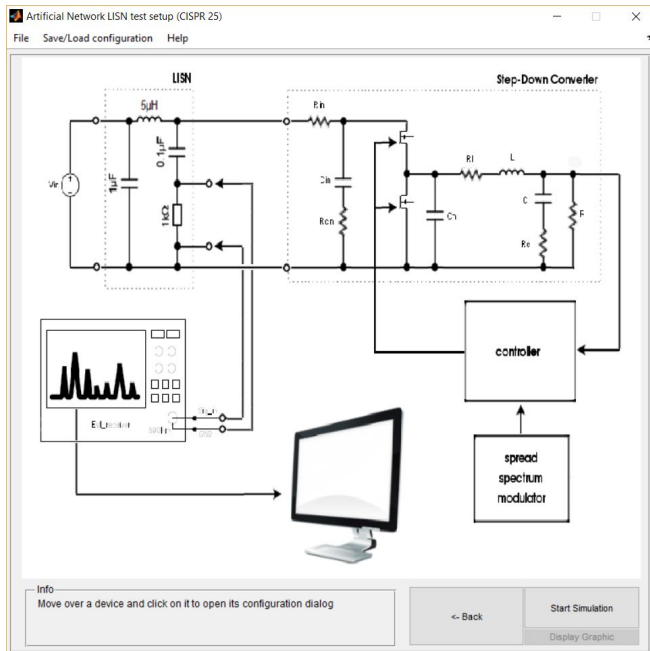 Artificial Network LISN test setup (CISPR 25)
File Save/Load configuration Help
LISN
Step-Down Converter
5μH
0.1μF
1μF
1kΩ
Vin
Rin
Cin
Rcn
Cn
Rl
L
C
Rc
R
controller
spread
spectrum
modulator
Info
Move over a device and click on it to open its configuration dialog
<- Back
Start Simulation
Display Graphic